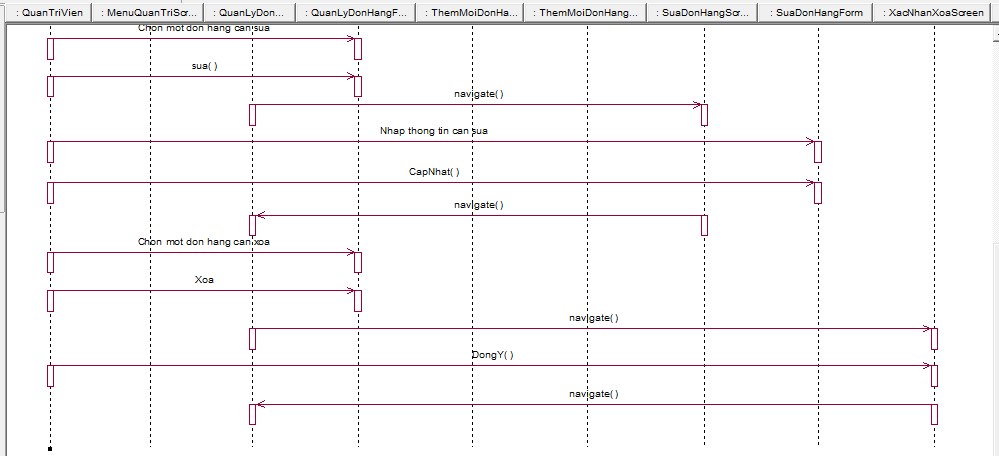 : QuanTriVien
: MenuQuanTriScr...
: QuanLyDon...
: QuanLyDonHangF...
: ThemMoiDonHa...
: ThemMoiDonHang...
: SuaDonHangScr...
: SuaDonHangForm
: XacNhanXoaScreen
Chon mot don hang can sua
sua( )
navigate( )
Nhap thong tin can sua
CapNhat( )
navigate( )
Chon mot don hang can xoa
Xoa
navigate( )
DongY( )
navigate( )